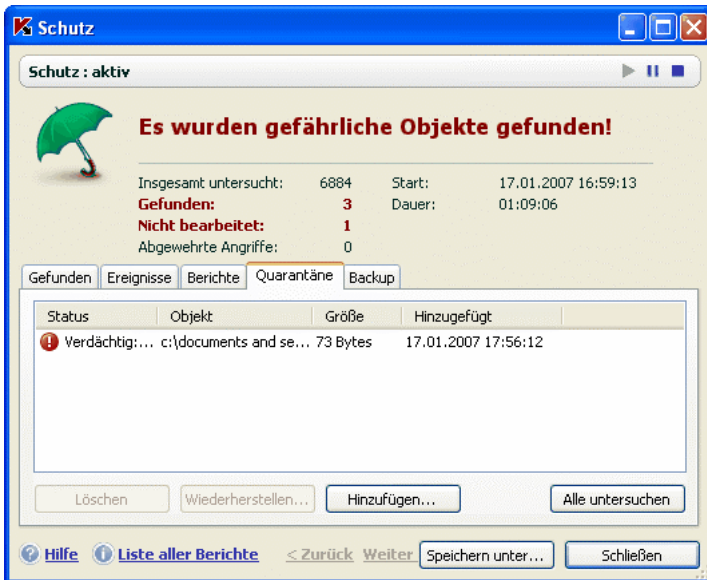 Schutz
Schutz : aktiv
Es wurden gefährliche Objekte gefunden!
Insgesamt untersucht: 6884 Start: 17.01.2007 16:59:13
Gefunden: 3 Dauer: 01:09:06
Nicht bearbeitet: 1
Abgewehrte Angriffe: 0
Gefunden Ereignisse Berichte Quarantäne Backup
Status Objekt Größe Hinzugefügt
Verdächtig:... c:\documents and se... 73 Bytes 17.01.2007 17:56:12
Löschen Wiederherstellen... Hinzufügen... Alle untersuchen
Hilfe Liste aller Berichte < Zurück Weiter Speichern unter... Schließen